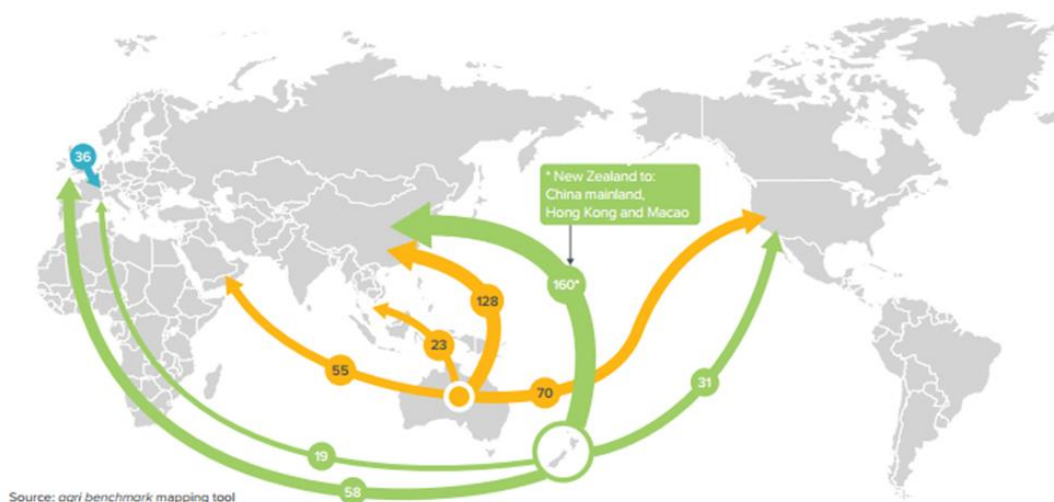 36
* New Zealand to:
China mainland,
Hong Kong and Macao
160*
128
23
55
70
31
19
58
Source: agri benchmark mapping tool